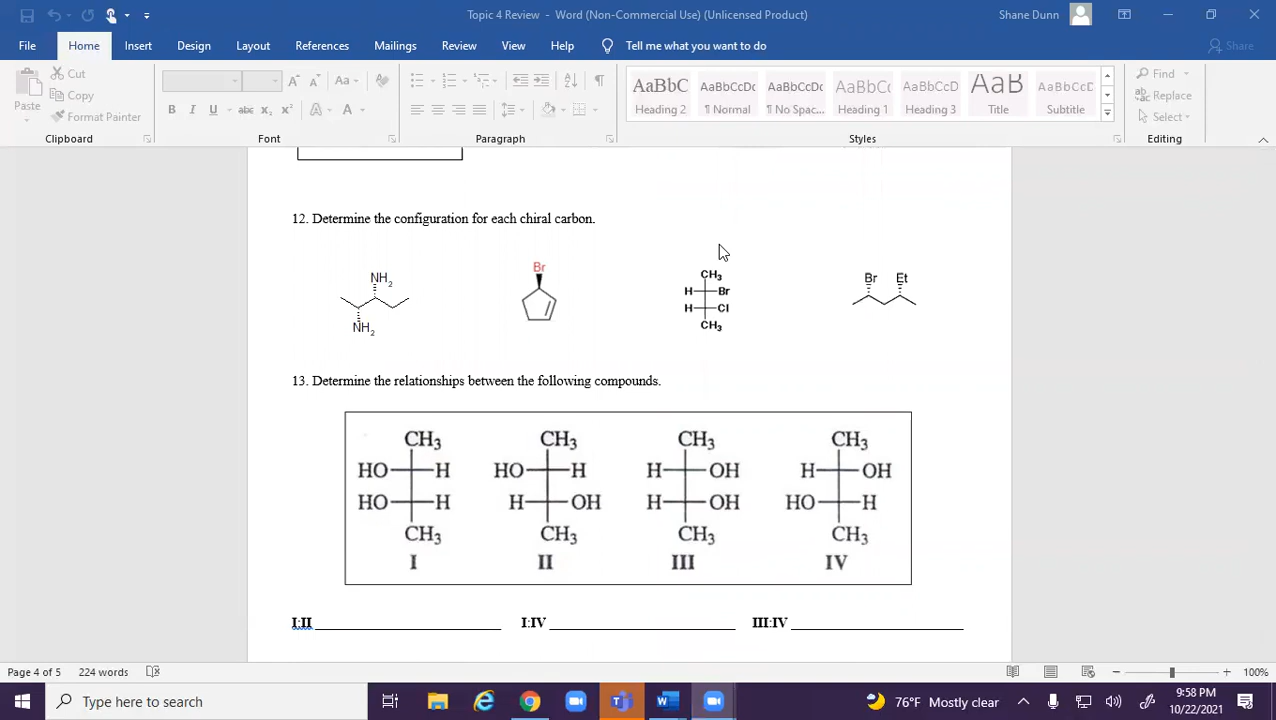 Topic 4 Review - Word (Non-Commercial Use) (Unlicensed Product)
Shane Dunn
File Home Insert Design Layout References Mailings Review View Help Tell me what you want to do
Share
Paste
Cut
Copy
Format Painter
Clipboard
Aa
B I U abc x₂ x² A A
Font
Paragraph
AaBbC AaBbCcDc AaBbCcDc AaBbCc AaBbCcD AaB AaBbCcD
Heading 2 ¶ Normal ¶ No Spac... Heading 1 Heading 3 Title Subtitle
Styles
Find
Replace
Select
Editing
12. Determine the configuration for each chiral carbon.
NH₂
NH₂
Br
CH₃
H Br
H Cl
CH₃
Br Et
13. Determine the relationships between the following compounds.
CH₃ CH₃ CH₃ CH₃
HO H HO H H OH H OH
HO H H OH H OH HO H
CH₃ CH₃ CH₃ CH₃
I II III IV
I:II I:IV III:IV
Page 4 of 5 224 words
100%
Type here to search
76°F Mostly clear
9:58 PM
10/22/2021